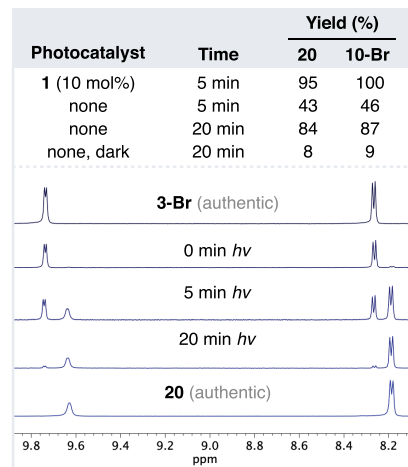 Yield (%)
Photocatalyst Time 20 10-Br
1 (10 mol%) 5 min 95 100
none 5 min 43 46
none 20 min 84 87
none, dark 20 min 8 9
3-Br (authentic)
0 min hv
5 min hv
20 min hv
20 (authentic)
9.8 9.6 9.4 9.2 9.0 8.8 8.6 8.4 8.2
ppm